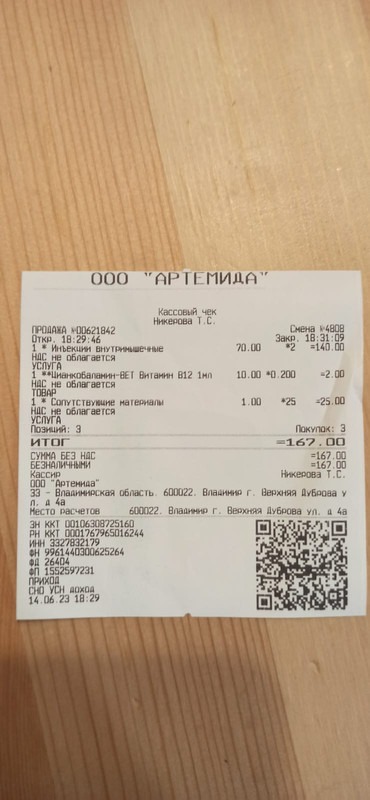 ООО "АРТЕМИДА"
Кассовый чек
Никерова Т.С.
ПРОДАЖА №00621842 Смена №4808
Откр. 18:29:46 Закр. 18:31:09
1 * Инъекции внутримышечные 70.00 *2 =140.00
НДС не облагается
УСЛУГА
1 **Цианкобаламин-ВЕТ Витамин В12 1мл 10.00 *0.200 =2.00
НДС не облагается
ТОВАР
1 * Сопутствующие материалы 1.00 *25 =25.00
НДС не облагается
УСЛУГА
Позиций: 3 Покупок: 3
ИТОГ =167.00
СУММА БЕЗ НДС =167.00
БЕЗНАЛИЧНЫМИ =167.00
Кассир Никерова Т.С.
ООО "Артемида"
33 - Владимирская область. 600022. Владимир г. Верхняя Дуброва у
л. д 4а
Место расчетов 600022. Владимир г. Верхняя Дуброва ул. д 4а
ЗН ККТ 00106308725160
РН ККТ 0001767965016244
ИНН 3327832179
ФН 9961440300625264
ФД 26404
ФП 1552597231
ПРИХОД
СНО УСН доход
14.06.23 18:29